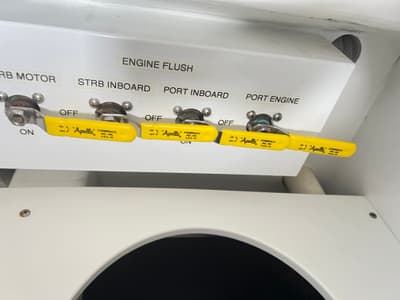 ENGINE FLUSH
RB MOTOR
STRB INBOARD
PORT INBOARD
PORT ENGINE
OFF
OFF
OFF
ON
ON
"Apollo"
"Apollo"
"Apollo"
"Apollo"